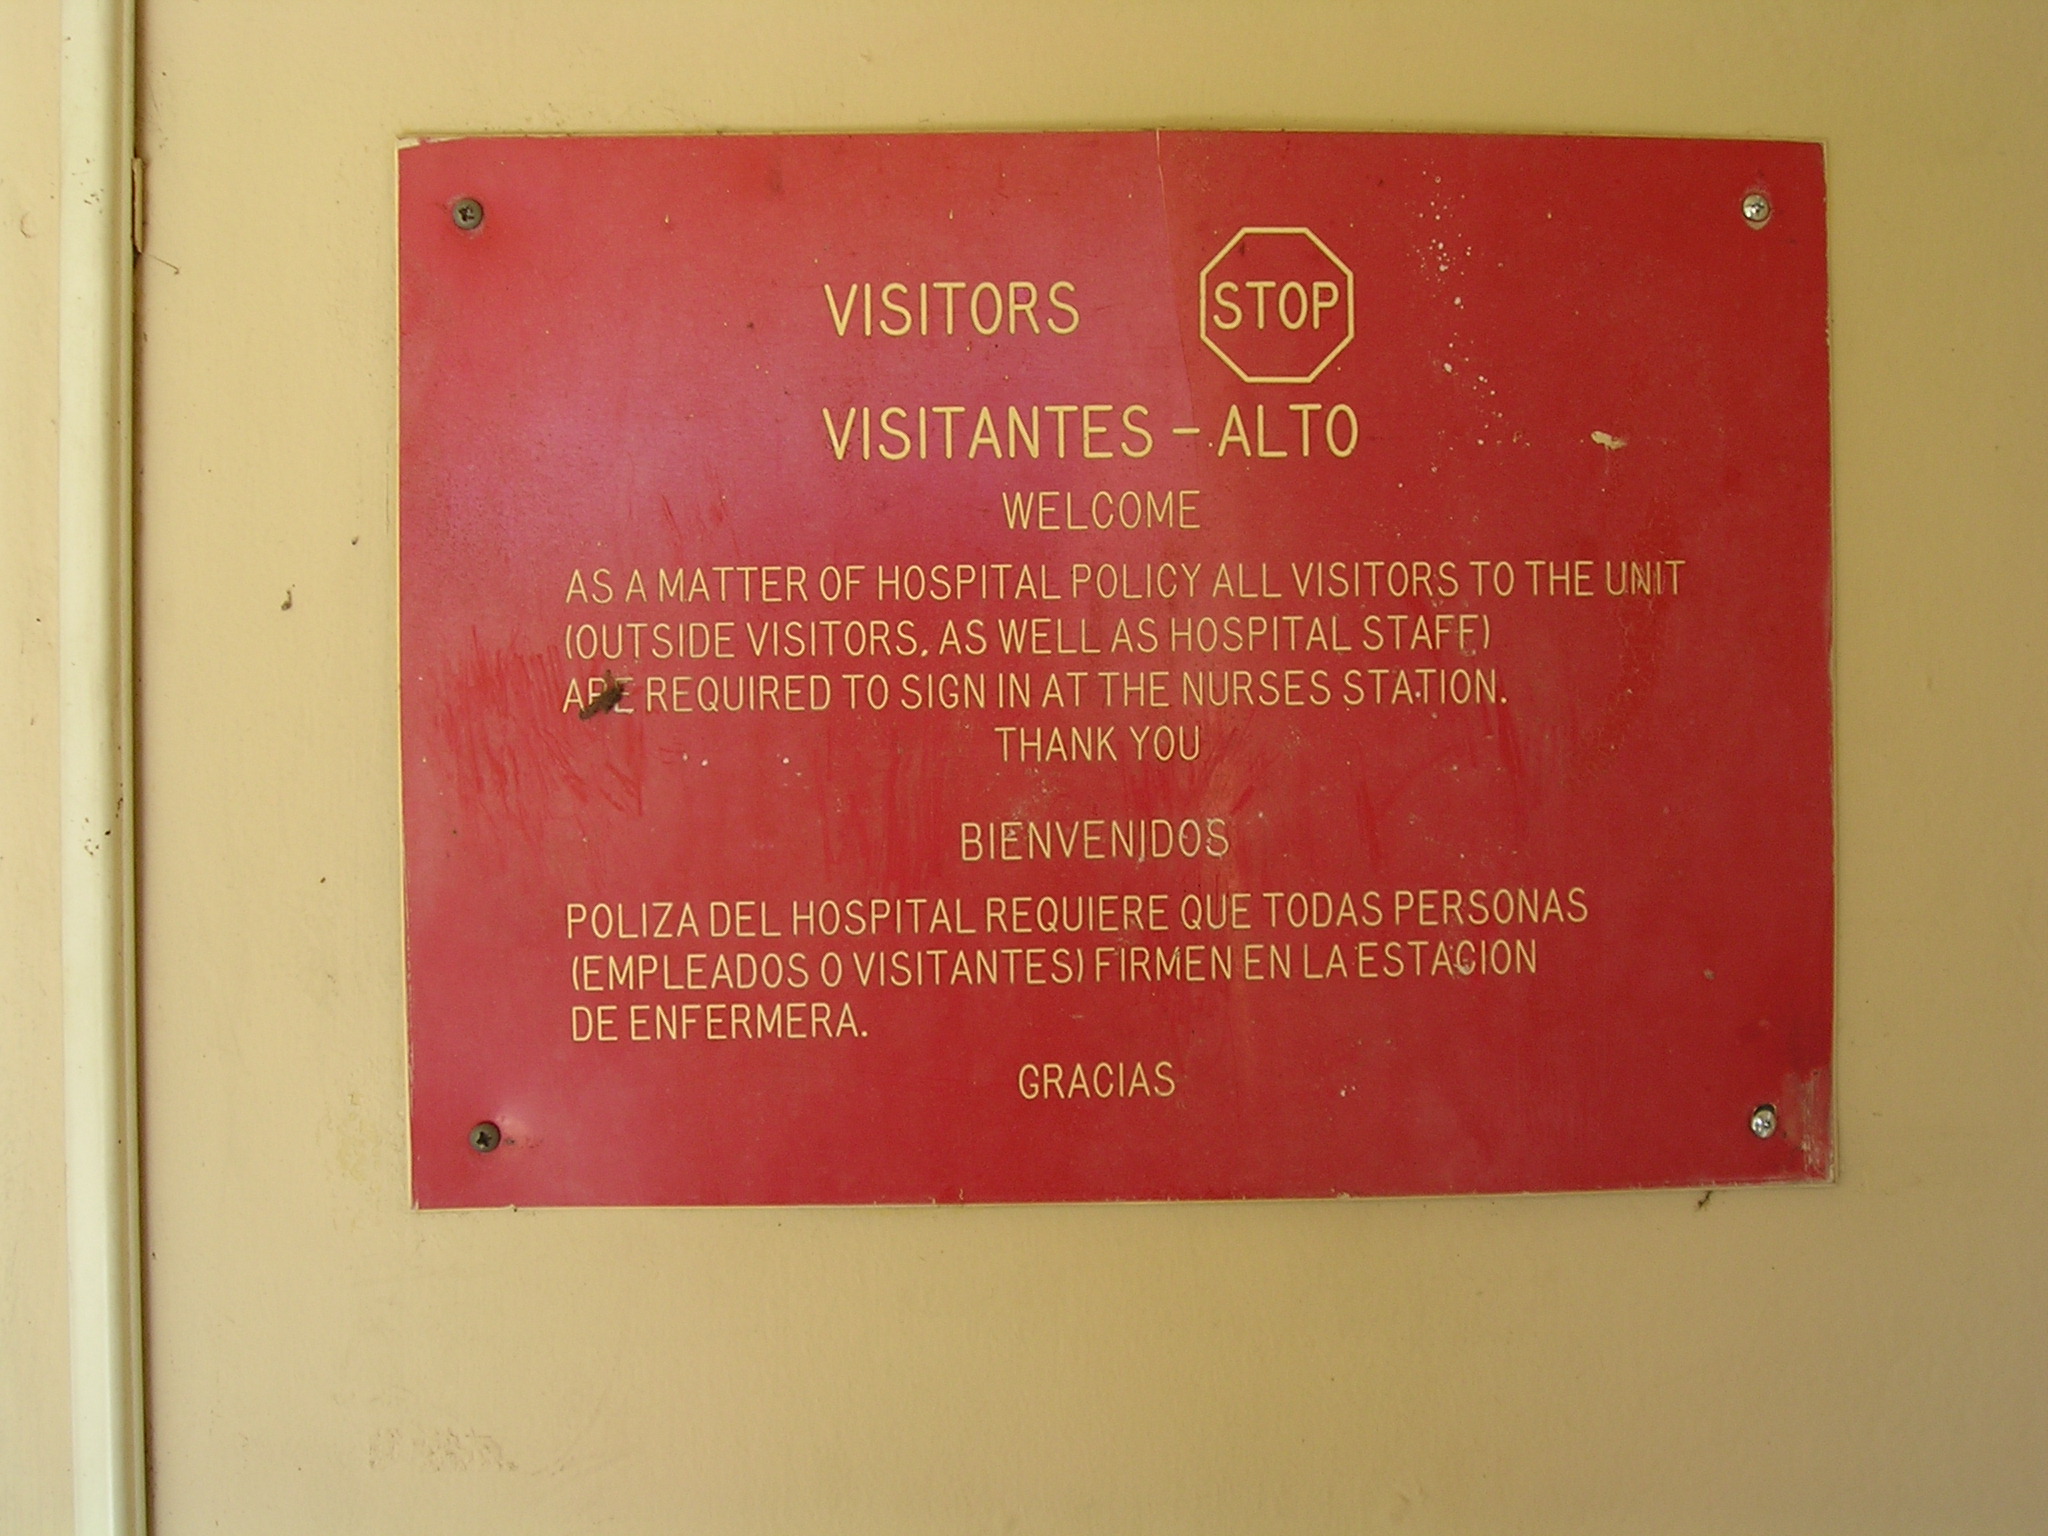 VISITORS STOP
VISITANTES - ALTO
WELCOME
AS A MATTER OF HOSPITAL POLICY ALL VISITORS TO THE UNIT
(OUTSIDE VISITORS, AS WELL AS HOSPITAL STAFF)
ARE REQUIRED TO SIGN IN AT THE NURSES STATION.
THANK YOU
BIENVENIDOS
POLIZA DEL HOSPITAL REQUIERE QUE TODAS PERSONAS
(EMPLEADOS O VISITANTES) FIRMEN EN LA ESTACION
DE ENFERMERA.
GRACIAS